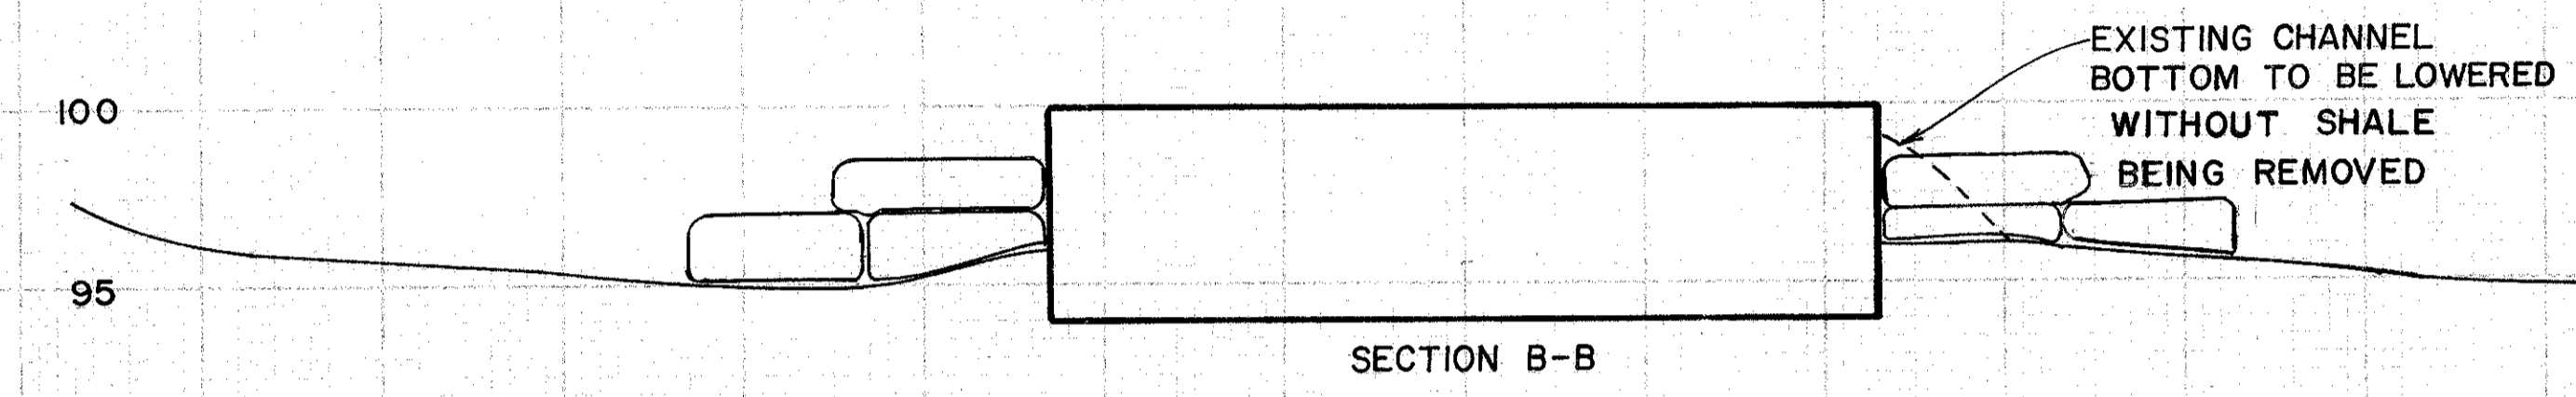 EXISTING CHANNEL
BOTTOM TO BE LOWERED
WITHOUT SHALE
BEING REMOVED
100
95
SECTION B-B